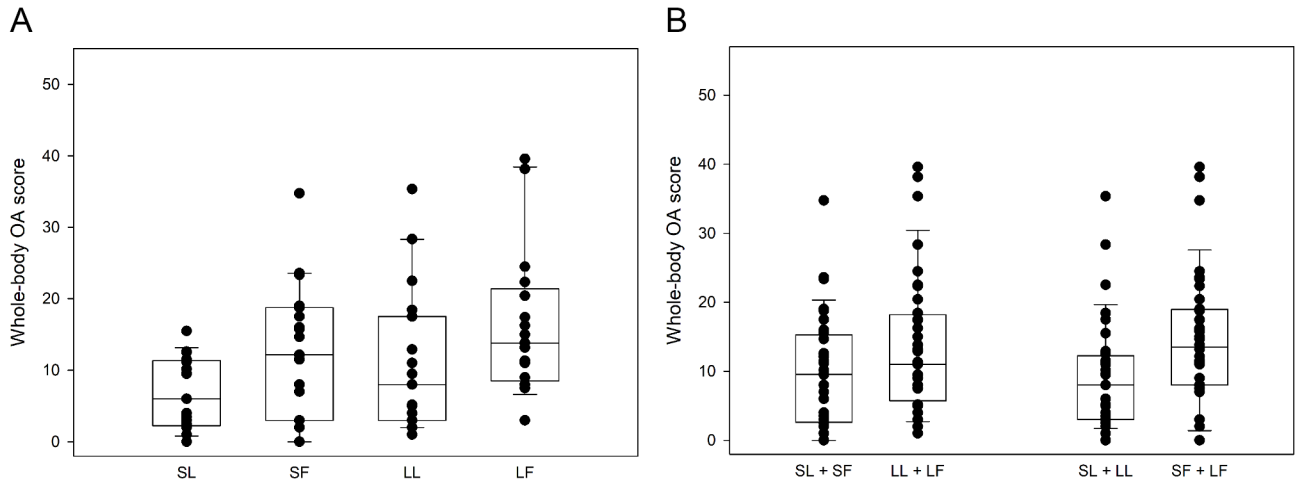 A
B
Whole-body OA score
50
40
30
20
10
0
SL
SF
LL
LF
Whole-body OA score
50
40
30
20
10
0
SL + SF
LL + LF
SL + LL
SF + LF